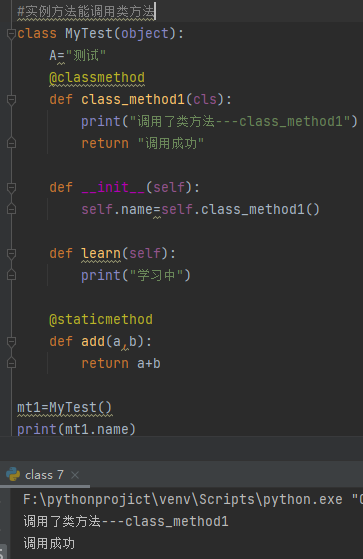 #实例方法能调用类方法
class MyTest(object):
    A="测试"
    @classmethod
    def class_method1(cls):
        print("调用了类方法---class_method1")
        return "调用成功"
    def __init__(self):
        self.name=self.class_method1()
    def learn(self):
        print("学习中")
    @staticmethod
    def add(a,b):
        return a+b
mt1=MyTest()
print(mt1.name)
class 7 ×
F:\pythonprojict\venv\Scripts\python.exe "
调用了类方法---class_method1
调用成功